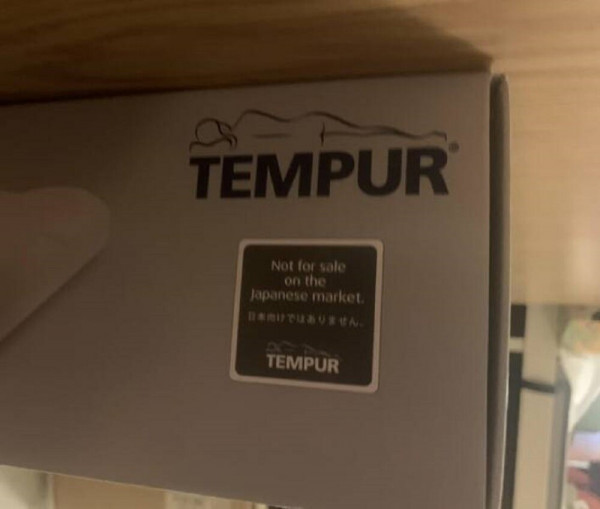 TEMPUR®
Not for sale
on the
Japanese market.
日本向けではありません。
TEMPUR